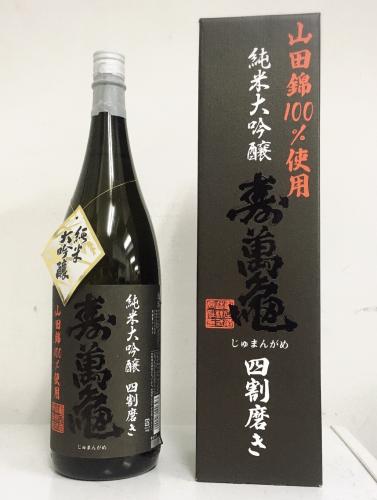 純米
大吟醸
山田錦100%使用
純米大吟醸 四割磨き
壽萬亀
じゅまんがめ
山田錦100%使用
純米大吟醸
壽萬亀
じゅまんがめ
四割磨き